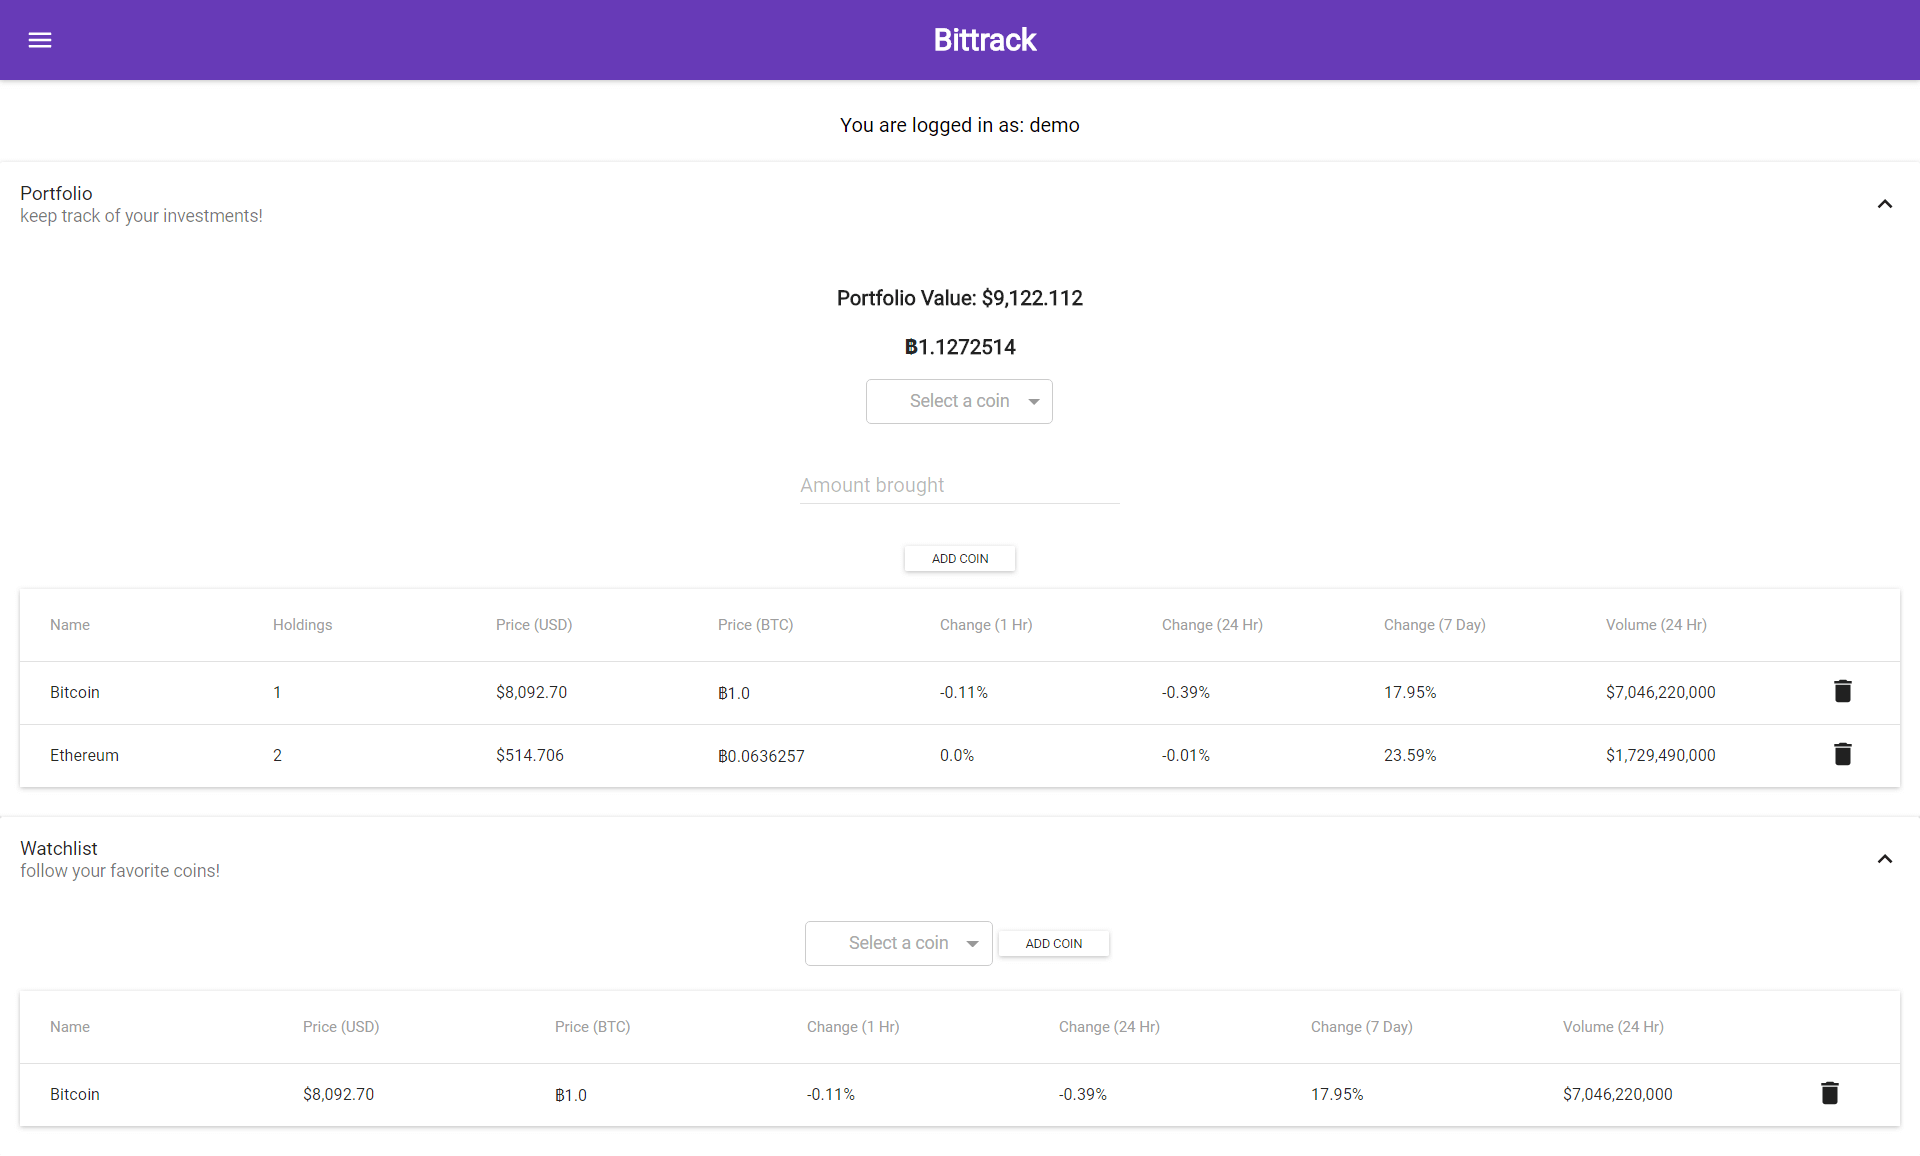 Bittrack
You are logged in as: demo
Portfolio
keep track of your investments!
Portfolio Value: $9,122.112
฿1.1272514
Select a coin
Amount brought
ADD COIN
Name Holdings Price (USD) Price (BTC) Change (1 Hr) Change (24 Hr) Change (7 Day) Volume (24 Hr)
Bitcoin 1 $8,092.70 ฿1.0 -0.11% -0.39% 17.95% $7,046,220,000
Ethereum 2 $514.706 ฿0.0636257 0.0% -0.01% 23.59% $1,729,490,000
Watchlist
follow your favorite coins!
Select a coin ADD COIN
Name Price (USD) Price (BTC) Change (1 Hr) Change (24 Hr) Change (7 Day) Volume (24 Hr)
Bitcoin $8,092.70 ฿1.0 -0.11% -0.39% 17.95% $7,046,220,000